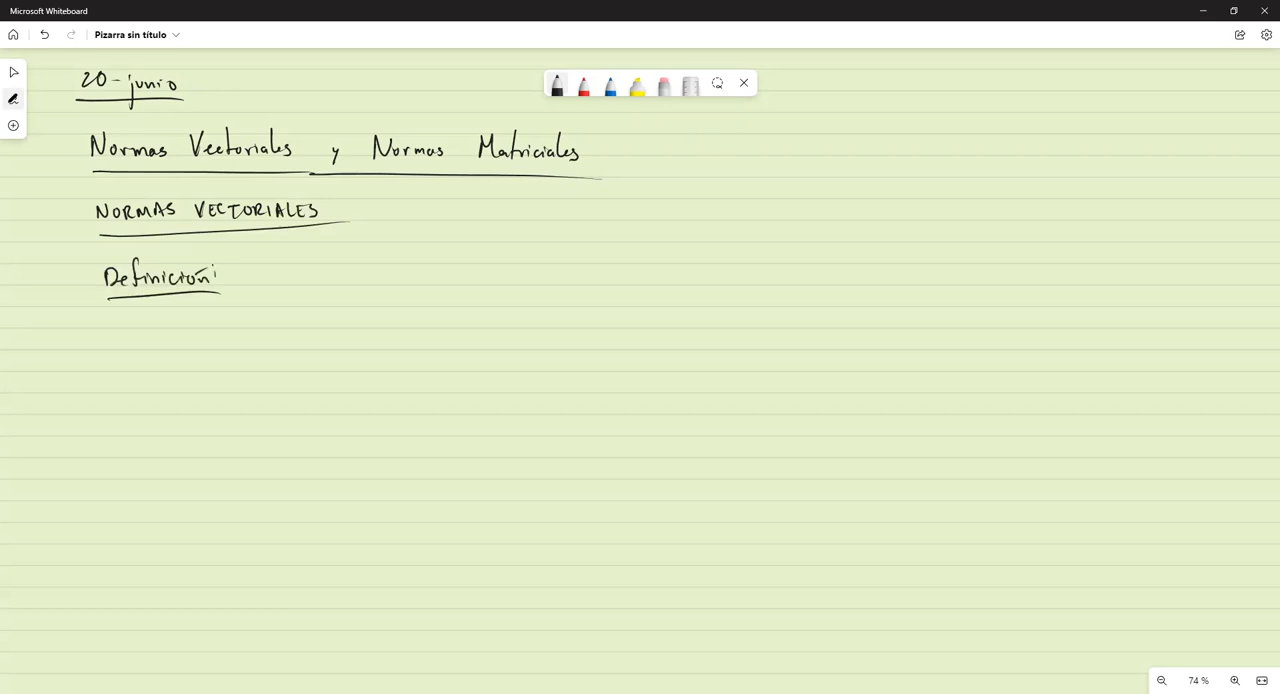 Microsoft Whiteboard
Pizarra sin título
20-junio
Normas Vectoriales y Normas Matriciales
NORMAS VECTORIALES
Definición:
74 %